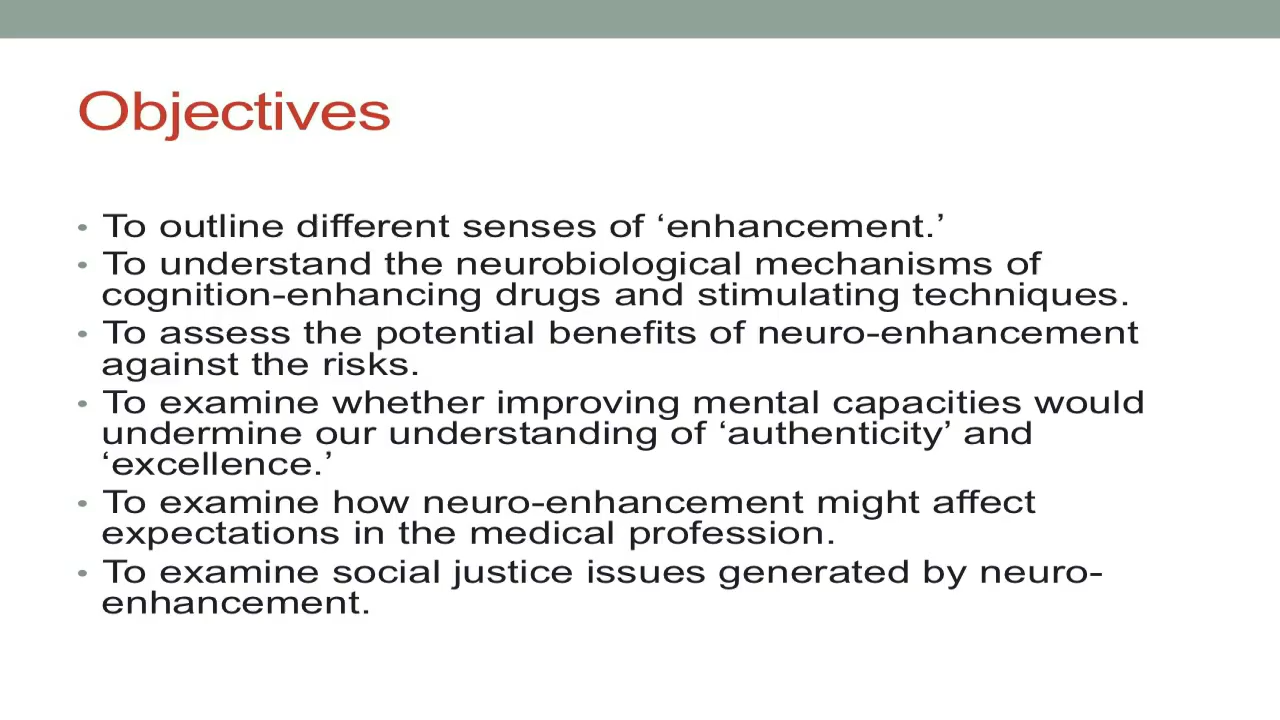 Objectives
• To outline different senses of ‘enhancement.’
• To understand the neurobiological mechanisms of
cognition-enhancing drugs and stimulating techniques.
• To assess the potential benefits of neuro-enhancement
against the risks.
• To examine whether improving mental capacities would
undermine our understanding of ‘authenticity’ and
‘excellence.’
• To examine how neuro-enhancement might affect
expectations in the medical profession.
• To examine social justice issues generated by neuro-
enhancement.